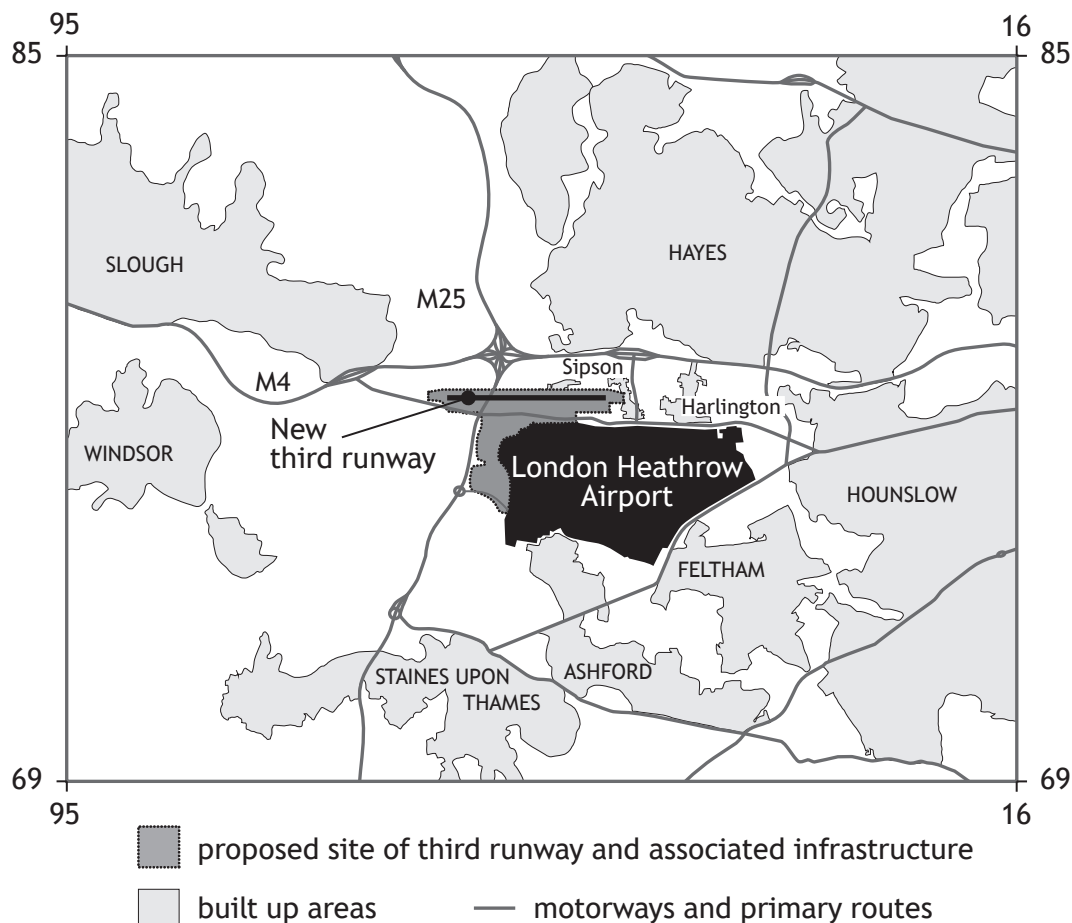 95
16
85
85
SLOUGH
HAYES
M25
Sipson
M4
Harlington
New
third runway
WINDSOR
London Heathrow
Airport
HOUNSLOW
FELTHAM
STAINES UPON
THAMES
ASHFORD
69
69
95
16
proposed site of third runway and associated infrastructure
built up areas
motorways and primary routes